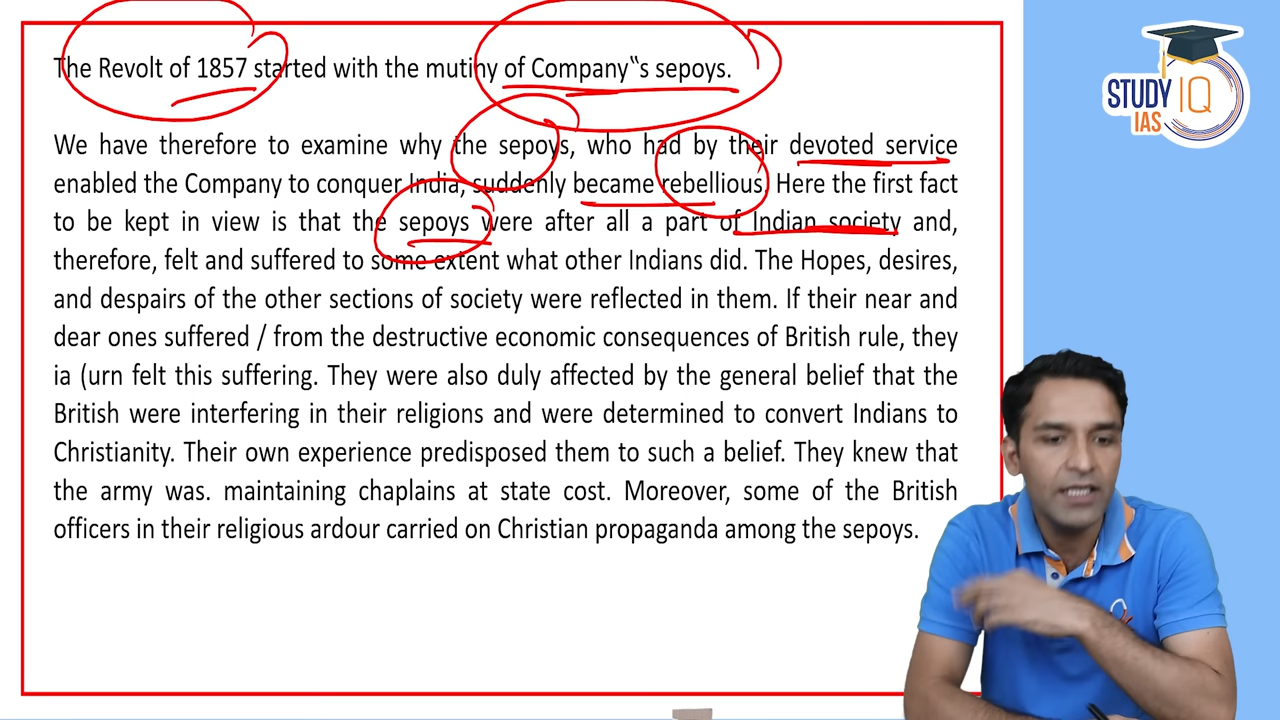 The Revolt of 1857 started with the mutiny of Company‟s sepoys.
We have therefore to examine why the sepoys, who had by their devoted service
enabled the Company to conquer India, suddenly became rebellious. Here the first fact
to be kept in view is that the sepoys were after all a part of Indian society and,
therefore, felt and suffered to some extent what other Indians did. The Hopes, desires,
and despairs of the other sections of society were reflected in them. If their near and
dear ones suffered / from the destructive economic consequences of British rule, they
ia (urn felt this suffering. They were also duly affected by the general belief that the
British were interfering in their religions and were determined to convert Indians to
Christianity. Their own experience predisposed them to such a belief. They knew that
the army was. maintaining chaplains at state cost. Moreover, some of the British
officers in their religious ardour carried on Christian propaganda among the sepoys.
STUDY IQ
IAS